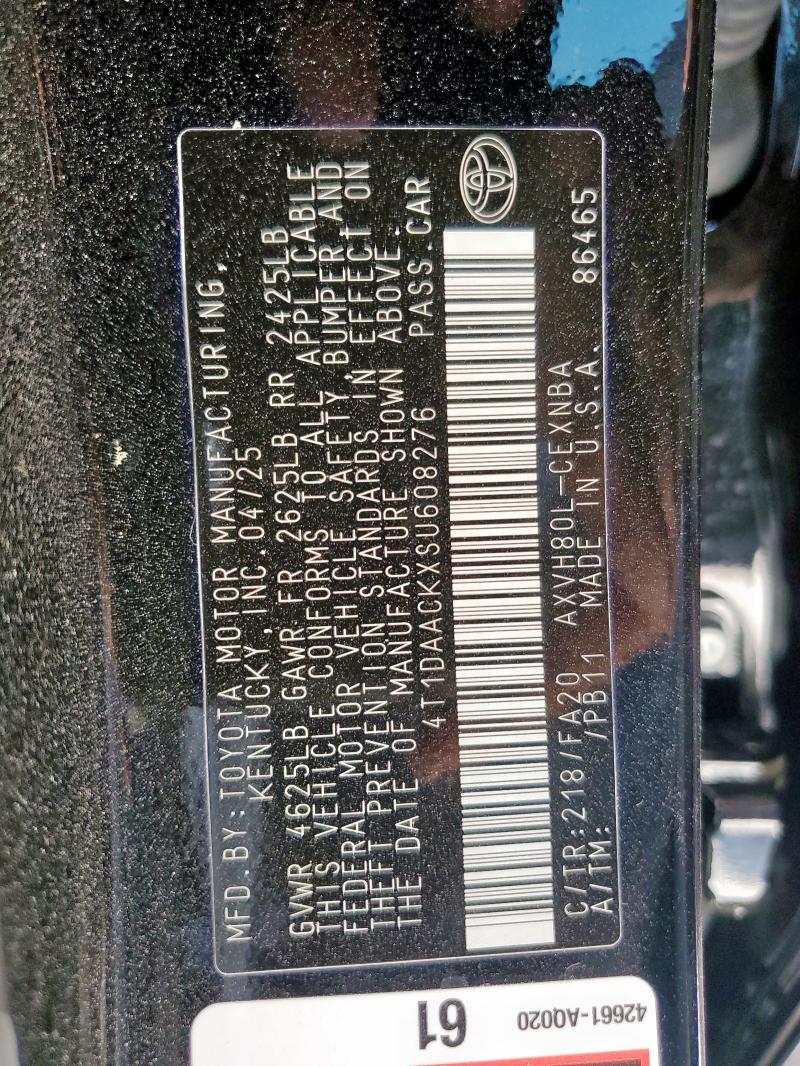 MFD.BY:TOYOTA MOTOR MANUFACTURING,
KENTUCKY, INC.04/25
GVWR 4625LB GAWR FR 2625LB RR 2425LB
THIS VEHICLE CONFORMS TO ALL APPLICABLE
FEDERAL MOTOR VEHICLE SAFETY,BUMPER,AND
THEFT PREVENTION STANDARDS IN EFFECT ON
THE DATE OF MANUFACTURE SHOWN ABOVE.
4T1DAACKXSU608276 PASS.CAR
C/TR:218/FA20 AXVH80L-CEXNBA
A/TM: /PB11 MADE IN U.S.A. 86465
61
42661-AQ020